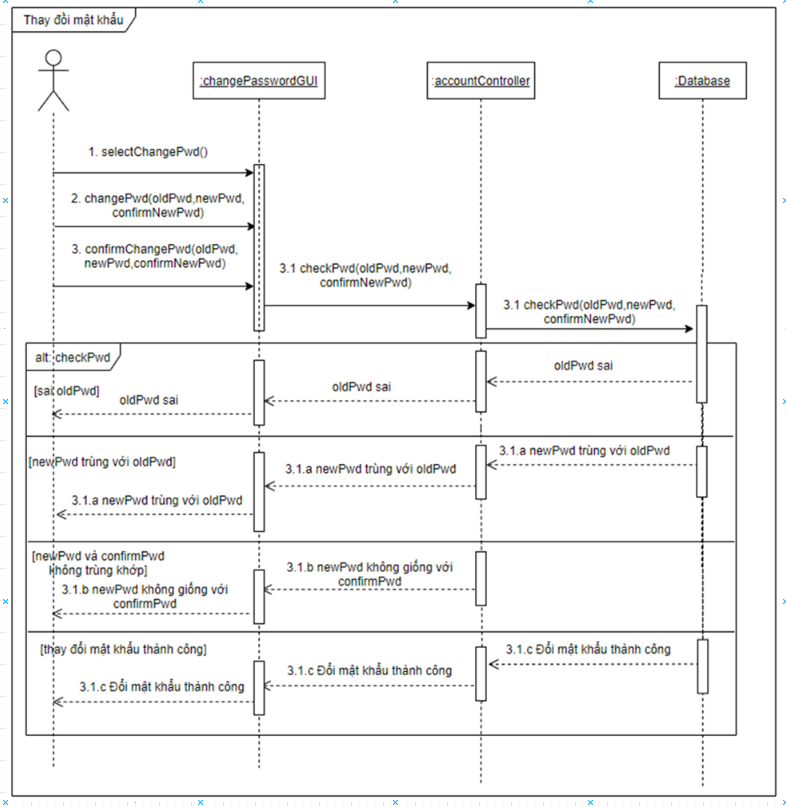 Thay đổi mật khẩu
:changePasswordGUI
:accountController
:Database
1. selectChangePwd()
2. changePwd(oldPwd,newPwd,
confirmNewPwd)
3. confirmChangePwd(oldPwd,
newPwd,confirmNewPwd)
3.1 checkPwd(oldPwd,newPwd,
confirmNewPwd)
3.1 checkPwd(oldPwd,newPwd,
confirmNewPwd)
alt: checkPwd
oldPwd sai
oldPwd sai
[sai oldPwd]
oldPwd sai
3.1.a newPwd trùng với oldPwd
[newPwd trùng với oldPwd]
3.1.a newPwd trùng với oldPwd
3.1.a newPwd trùng với oldPwd
[newPwd và confirmPwd
không trùng khớp]
3.1.b newPwd không giống với
confirmPwd
3.1.b newPwd không giống với
confirmPwd
[thay đổi mật khẩu thành công]
3.1.c Đổi mật khẩu thành công
3.1.c Đổi mật khẩu thành công
3.1.c Đổi mật khẩu thành công